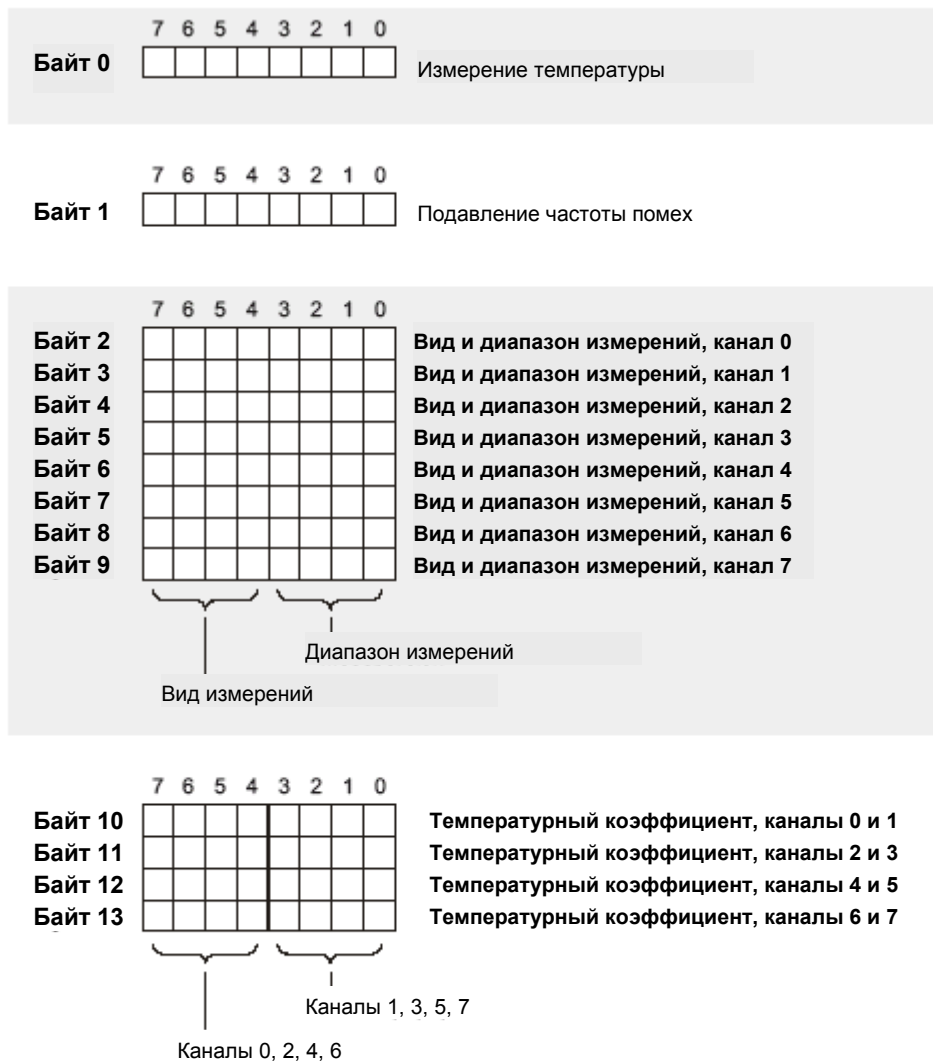 7 6 5 4 3 2 1 0
Байт 0 Измерение температуры
7 6 5 4 3 2 1 0
Байт 1 Подавление частоты помех
7 6 5 4 3 2 1 0
Байт 2 Вид и диапазон измерений, канал 0
Байт 3 Вид и диапазон измерений, канал 1
Байт 4 Вид и диапазон измерений, канал 2
Байт 5 Вид и диапазон измерений, канал 3
Байт 6 Вид и диапазон измерений, канал 4
Байт 7 Вид и диапазон измерений, канал 5
Байт 8 Вид и диапазон измерений, канал 6
Байт 9 Вид и диапазон измерений, канал 7
Диапазон измерений
Вид измерений
7 6 5 4 3 2 1 0
Байт 10 Температурный коэффициент, каналы 0 и 1
Байт 11 Температурный коэффициент, каналы 2 и 3
Байт 12 Температурный коэффициент, каналы 4 и 5
Байт 13 Температурный коэффициент, каналы 6 и 7
Каналы 1, 3, 5, 7
Каналы 0, 2, 4, 6